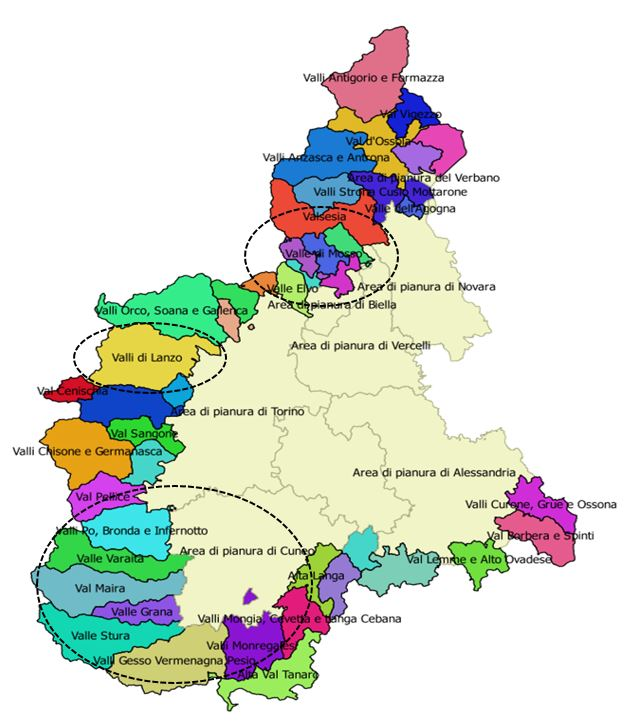 Valli Antigorio e Formazza
Val Vigezzo
Val d'Ossola
Valli Anzasca e Antrona
Area di pianura del Verbano
Valli Strona Cusio Mottarone
Valle dell'Agogna
Valsesia
Valle di Mosso
Valle Elvo
Area di pianura di Novara
Area di pianura di Biella
Valli Orco, Soana e Gallenca
Area di pianura di Vercelli
Valli di Lanzo
Val Cenischia
Area di pianura di Torino
Val Sangone
Valli Chisone e Germanasca
Area di pianura di Alessandria
Val Pellice
Valli Curone, Grue e Ossona
Valli Po, Bronda e Infernotto
Val Borbera e Spinti
Area di pianura di Cuneo
Valle Varaita
Val Lemme e Alto Ovadese
Alta Langa
Val Maira
Valle Grana
Valli Mongia, Cevetta e Langa Cebana
Valle Stura
Valli Monregalesi
Valli Gesso Vermenagna Pesio
Alta Val Tanaro